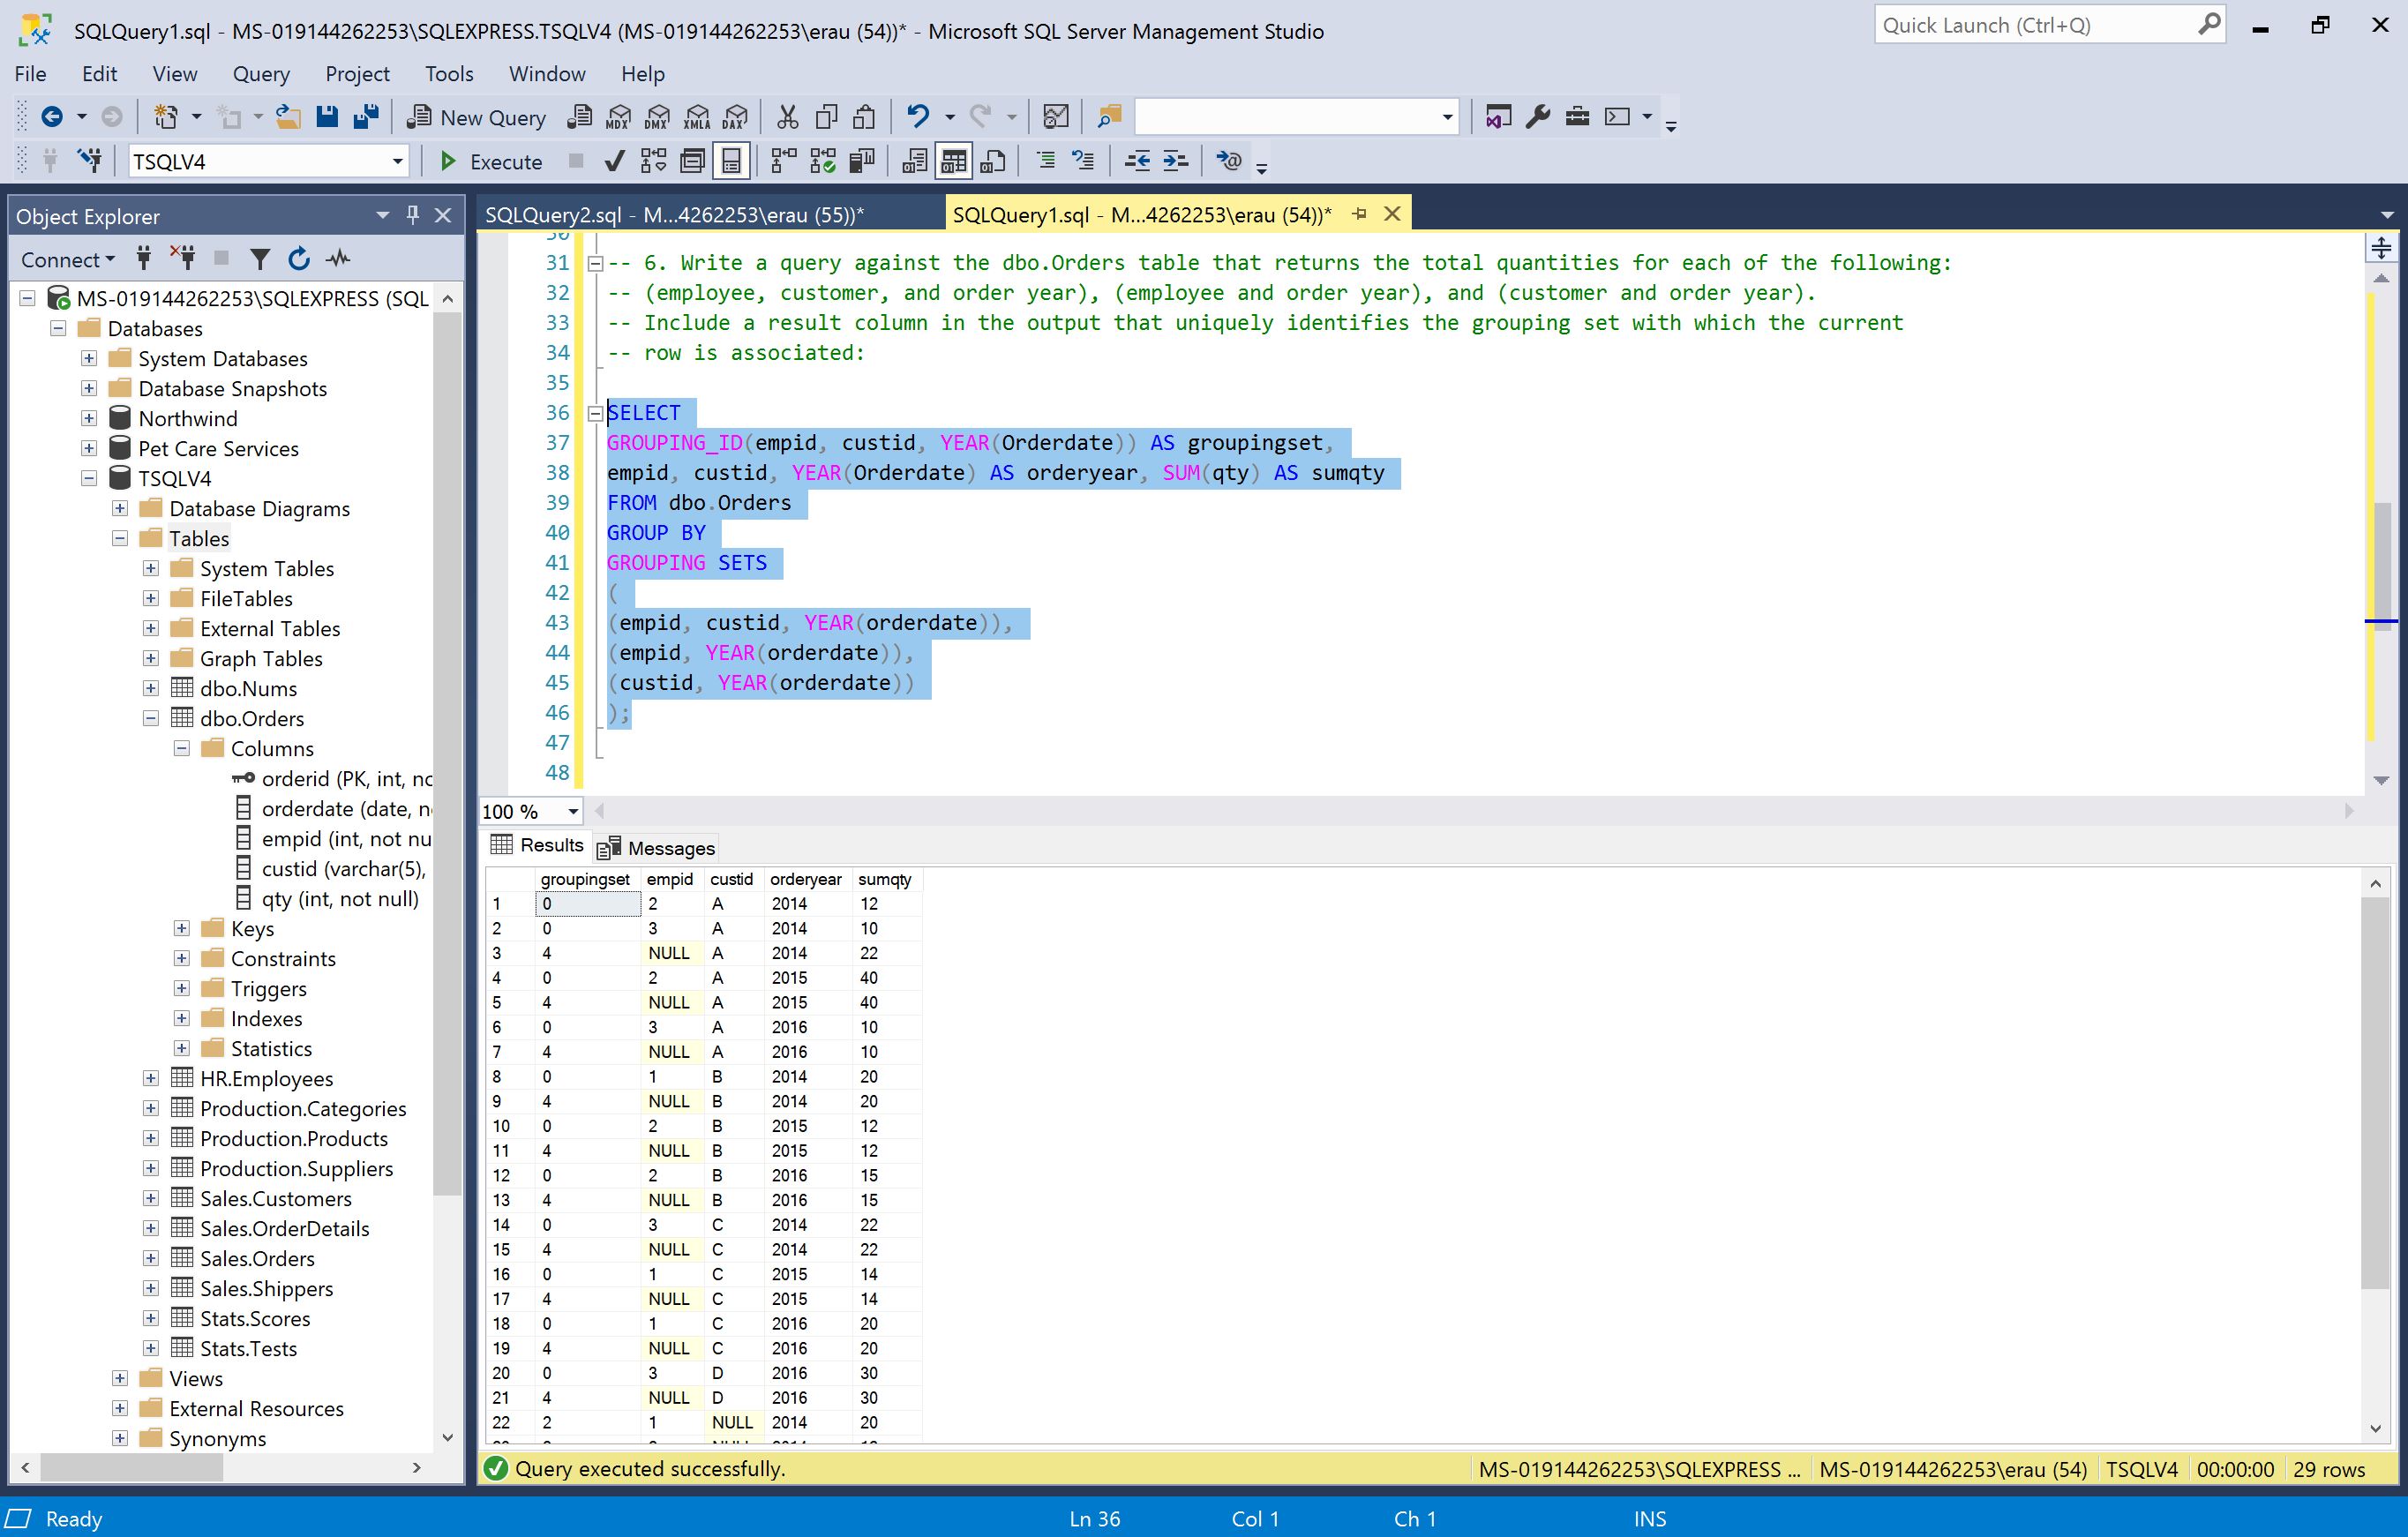 SQLQuery1.sql - MS-019144262253\SQLEXPRESS.TSQLV4 (MS-019144262253\erau (54))* - Microsoft SQL Server Management Studio
Quick Launch (Ctrl+Q)
File Edit View Query Project Tools Window Help
New Query MDX DMX XMLA DAX
TSQLV4 Execute
Object Explorer
Connect
MS-019144262253\SQLEXPRESS (SQL
Databases
System Databases
Database Snapshots
Northwind
Pet Care Services
TSQLV4
Database Diagrams
Tables
System Tables
FileTables
External Tables
Graph Tables
dbo.Nums
dbo.Orders
Columns
orderid (PK, int, no
orderdate (date, n
empid (int, not nu
custid (varchar(5),
qty (int, not null)
Keys
Constraints
Triggers
Indexes
Statistics
HR.Employees
Production.Categories
Production.Products
Production.Suppliers
Sales.Customers
Sales.OrderDetails
Sales.Orders
Sales.Shippers
Stats.Scores
Stats.Tests
Views
External Resources
Synonyms
SQLQuery2.sql - M...4262253\erau (55))*
SQLQuery1.sql - M...4262253\erau (54))*
31 -- 6. Write a query against the dbo.Orders table that returns the total quantities for each of the following:
32 -- (employee, customer, and order year), (employee and order year), and (customer and order year).
33 -- Include a result column in the output that uniquely identifies the grouping set with which the current
34 -- row is associated:
35
36 SELECT
37 GROUPING_ID(empid, custid, YEAR(Orderdate)) AS groupingset,
38 empid, custid, YEAR(Orderdate) AS orderyear, SUM(qty) AS sumqty
39 FROM dbo.Orders
40 GROUP BY
41 GROUPING SETS
42 (
43 (empid, custid, YEAR(orderdate)),
44 (empid, YEAR(orderdate)),
45 (custid, YEAR(orderdate))
46 );
47
48
100 %
Results Messages
groupingset empid custid orderyear sumqty
1 0 2 A 2014 12
2 0 3 A 2014 10
3 4 NULL A 2014 22
4 0 2 A 2015 40
5 4 NULL A 2015 40
6 0 3 A 2016 10
7 4 NULL A 2016 10
8 0 1 B 2014 20
9 4 NULL B 2014 20
10 0 2 B 2015 12
11 4 NULL B 2015 12
12 0 2 B 2016 15
13 4 NULL B 2016 15
14 0 3 C 2014 22
15 4 NULL C 2014 22
16 0 1 C 2015 14
17 4 NULL C 2015 14
18 0 1 C 2016 20
19 4 NULL C 2016 20
20 0 3 D 2016 30
21 4 NULL D 2016 30
22 2 1 NULL 2014 20
Query executed successfully.
MS-019144262253\SQLEXPRESS ... MS-019144262253\erau (54) TSQLV4 00:00:00 29 rows
Ready Ln 36 Col 1 Ch 1 INS